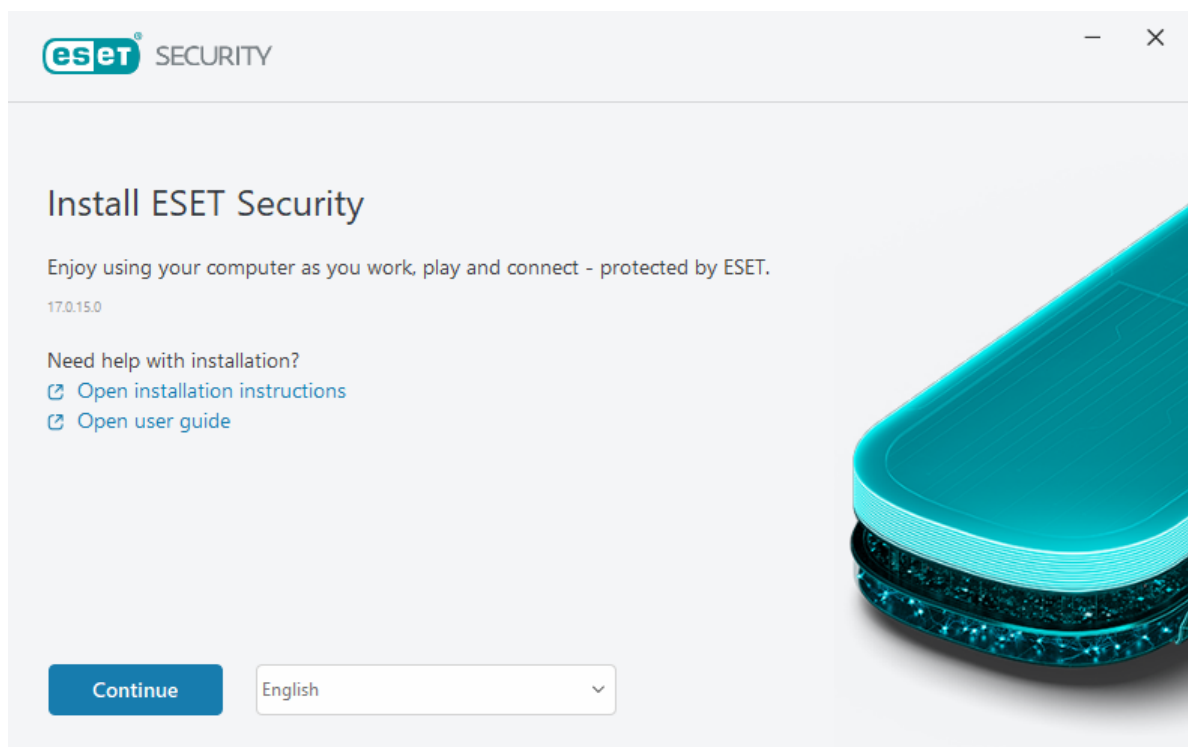 eseT® SECURITY
Install ESET Security
Enjoy using your computer as you work, play and connect - protected by ESET.
17.0.15.0
Need help with installation?
Open installation instructions
Open user guide
Continue
English